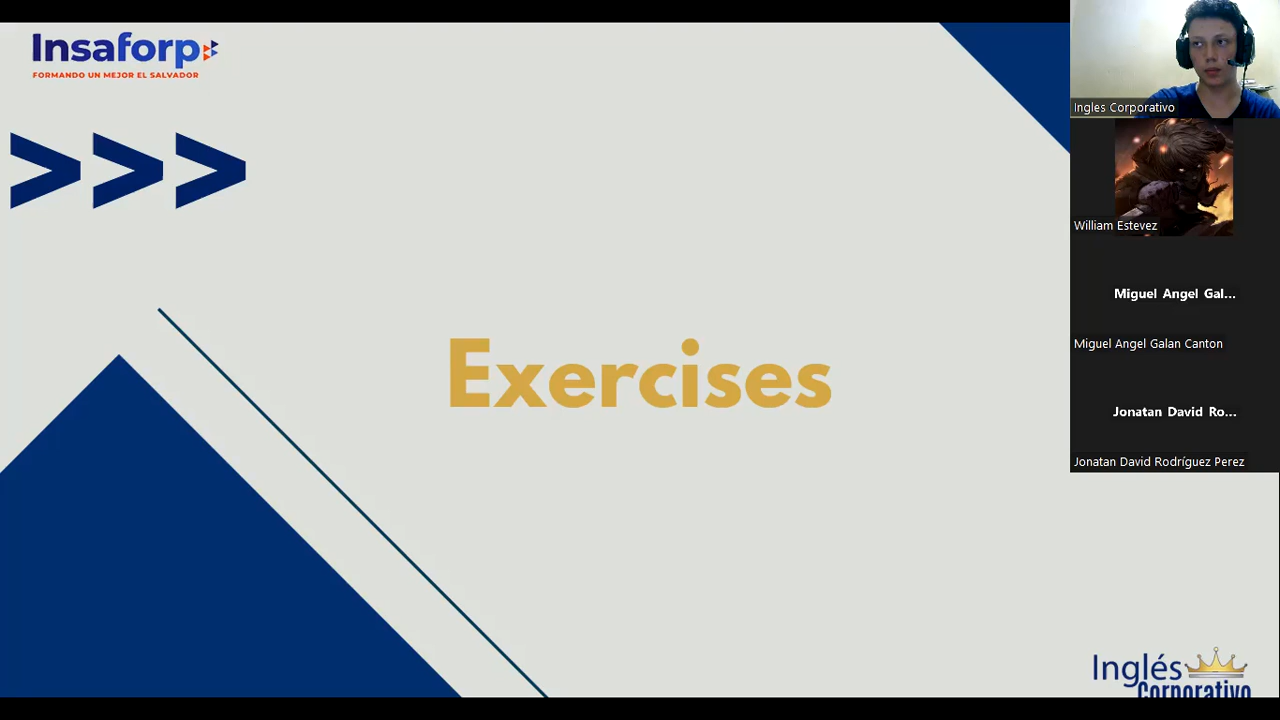 Insaforp
FORMANDO UN MEJOR EL SALVADOR
>>>
Exercises
Ingles Corporativo
William Estevez
Miguel Angel Gal...
Miguel Angel Galan Canton
Jonatan David Ro...
Jonatan David Rodríguez Perez
Inglés
Corporativo